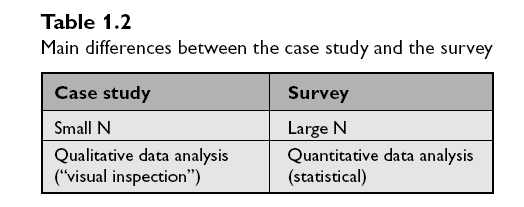 Table 1.2
Main differences between the case study and the survey
Case study Survey
Small N Large N
Qualitative data analysis Quantitative data analysis
(“visual inspection”) (statistical)